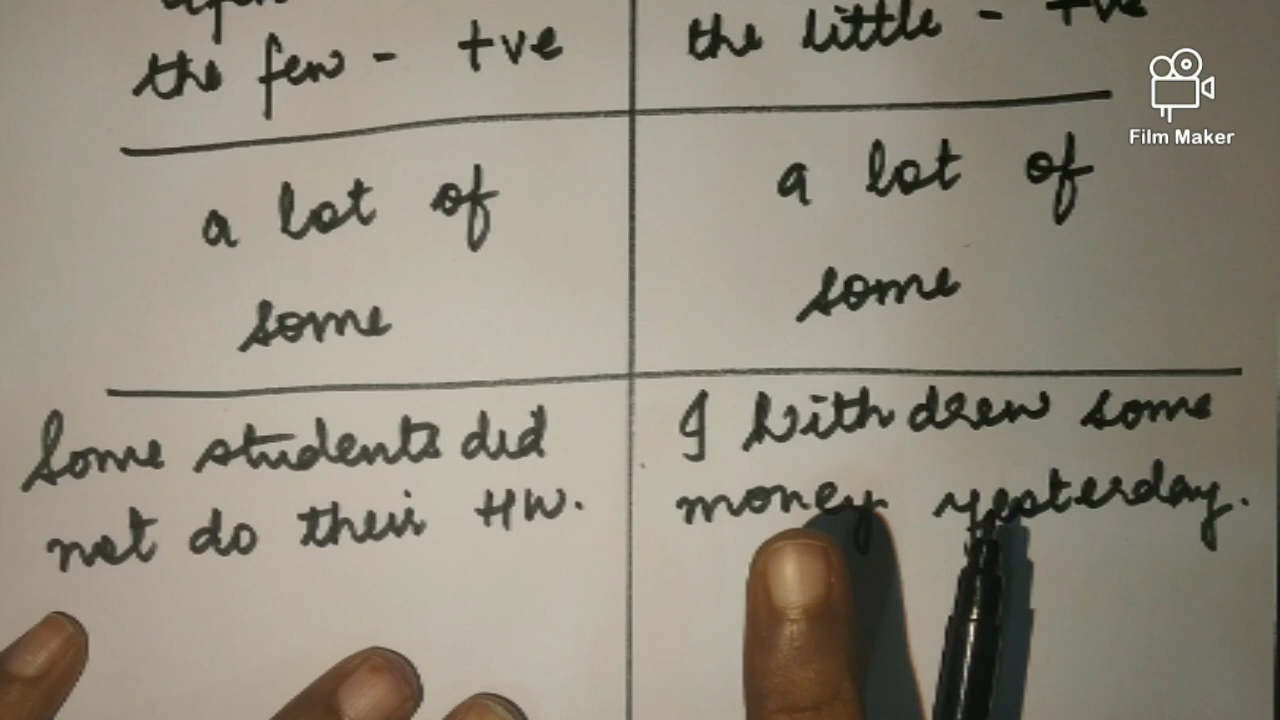 the few - +ve
the little - +ve
Film Maker
a lot of
some
a lot of
some
Some students did
not do their HW.
I withdrew some
money yesterday.